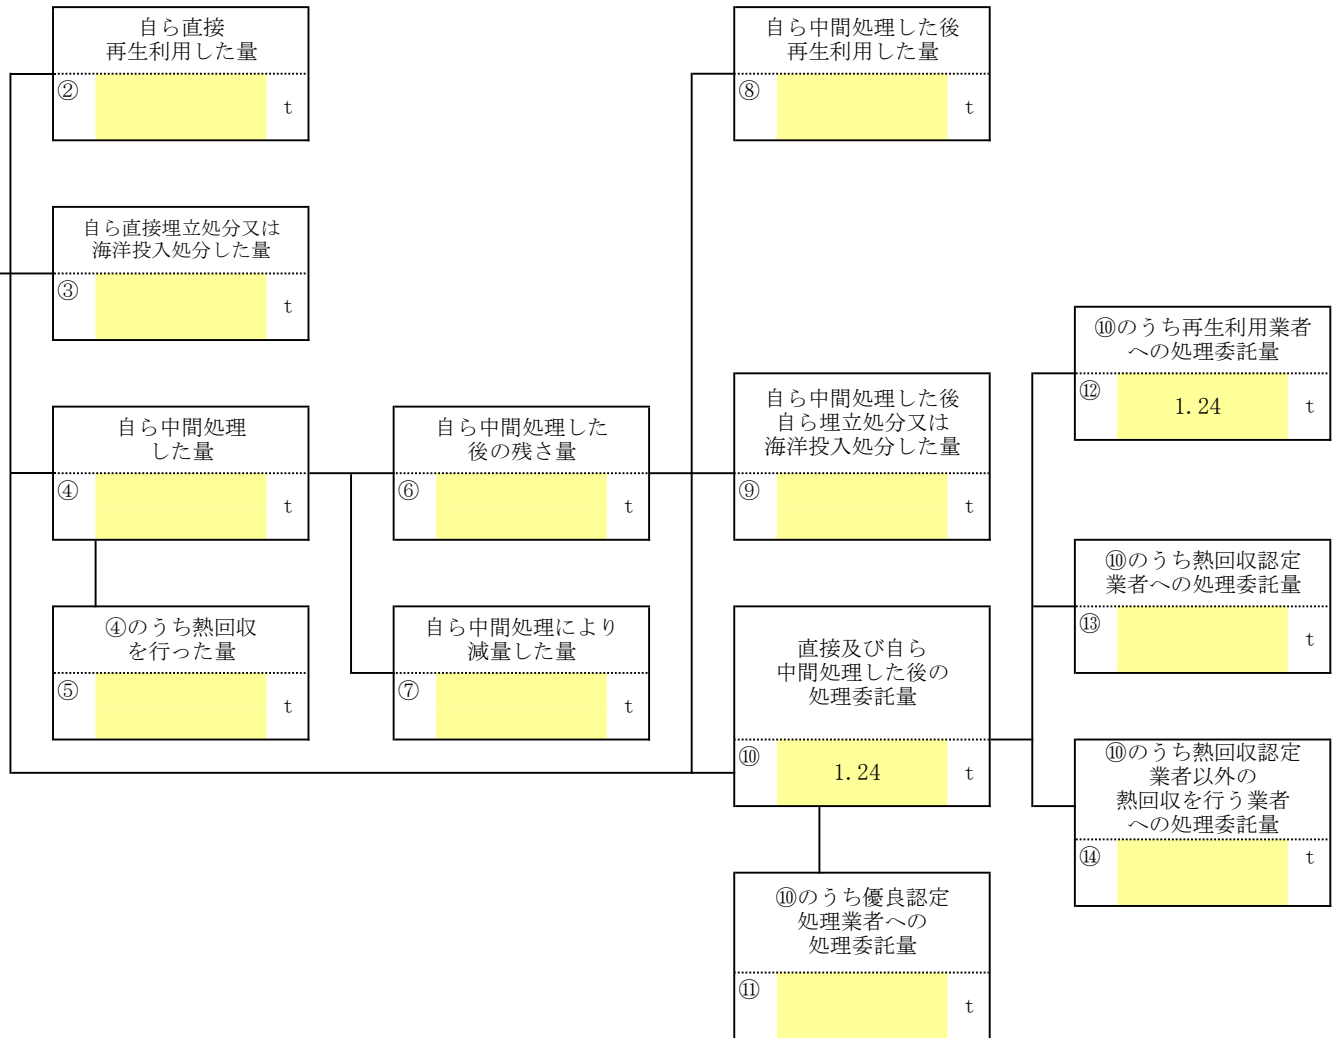 自ら直接
再生利用した量
②
t
自ら直接埋立処分又は
海洋投入処分した量
③
t
自ら中間処理
した量
④
t
④のうち熱回収
を行った量
⑤
t
自ら中間処理した
後の残さ量
⑥
t
自ら中間処理により
減量した量
⑦
t
自ら中間処理した後
再生利用した量
⑧
t
自ら中間処理した後
自ら埋立処分又は
海洋投入処分した量
⑨
t
直接及び自ら
中間処理した後の
処理委託量
⑩
1.24 t
⑩のうち優良認定
処理業者への
処理委託量
⑪
t
⑩のうち再生利用業者
への処理委託量
⑫
1.24 t
⑩のうち熱回収認定
業者への処理委託量
⑬
t
⑩のうち熱回収認定
業者以外の
熱回収を行う業者
への処理委託量
⑭
t